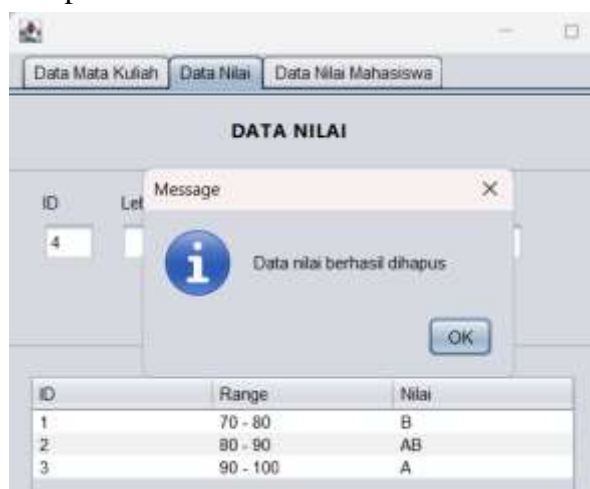 Data Mata Kuliah Data Nilai Data Nilai Mahasiswa
DATA NILAI
Message
ID
4
Data nilai berhasil dihapus
OK
ID Range Nilai
1 70 - 80 B
2 80 - 90 AB
3 90 - 100 A